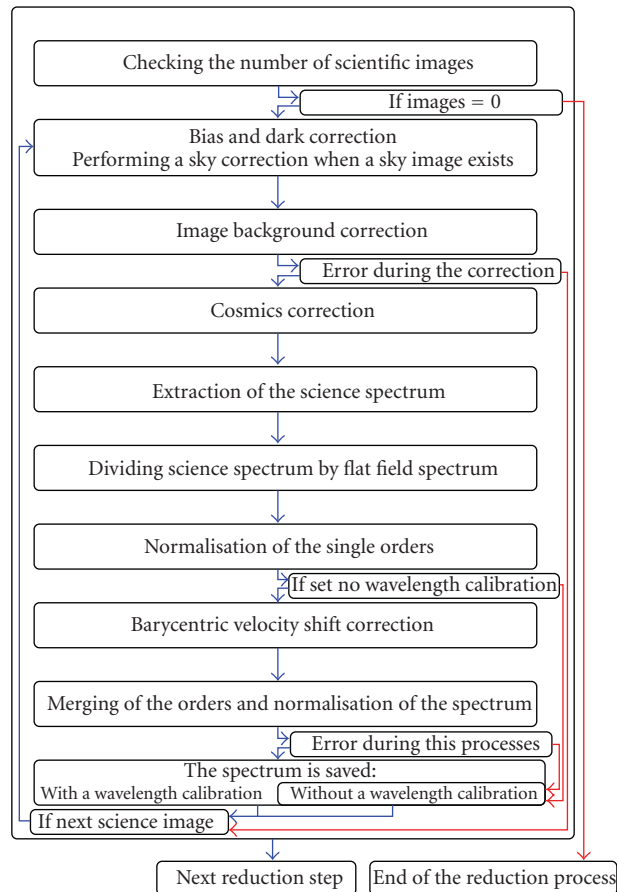 Checking the number of scientific images
If images = 0
Bias and dark correction
Performing a sky correction when a sky image exists
Image background correction
Error during the correction
Cosmics correction
Extraction of the science spectrum
Dividing science spectrum by flat field spectrum
Normalisation of the single orders
If set no wavelength calibration
Barycentric velocity shift correction
Merging of the orders and normalisation of the spectrum
Error during this processes
The spectrum is saved:
With a wavelength calibration
Without a wavelength calibration
If next science image
Next reduction step
End of the reduction process